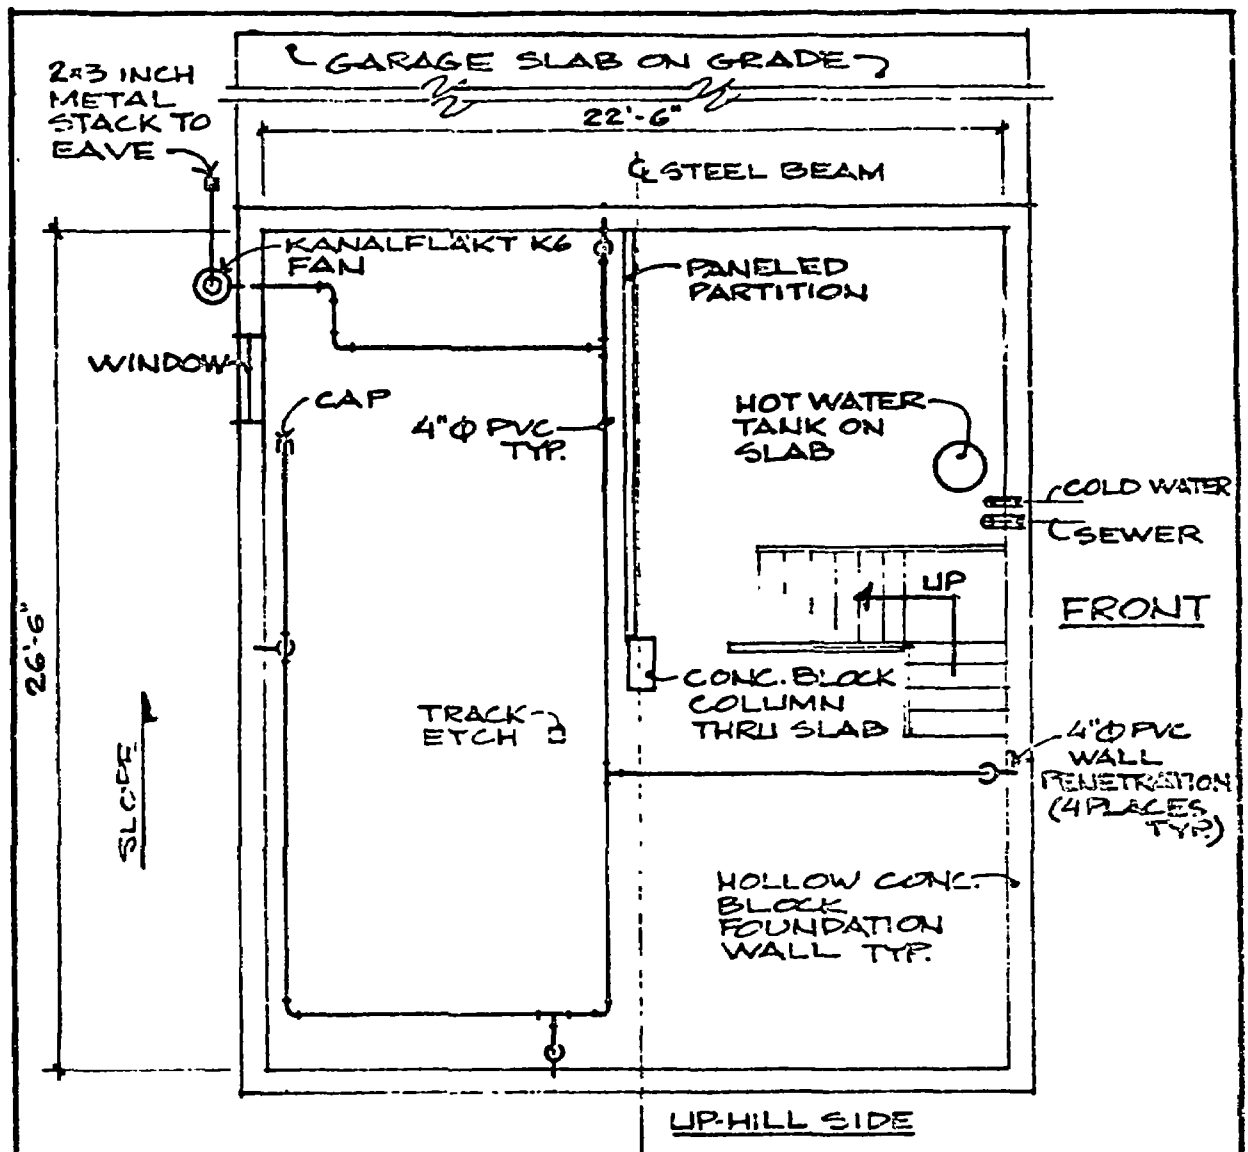 GARAGE SLAB ON GRADE
2x3 INCH
METAL
STACK TO
EAVE
22'-6"
℄ STEEL BEAM
KANALFLÄKT K6
FAN
PANELED
PARTITION
WINDOW
CAP
4"Φ PVC
TYP.
HOT WATER
TANK ON
SLAB
COLD WATER
SEWER
UP
FRONT
26'-6"
CONC. BLOCK
COLUMN
THRU SLAB
TRACK
ETCH
SLOPE
4"Φ PVC
WALL
PENETRATION
(4 PLACES
TYP.)
HOLLOW CONC.
BLOCK
FOUNDATION
WALL TYP.
UP-HILL SIDE